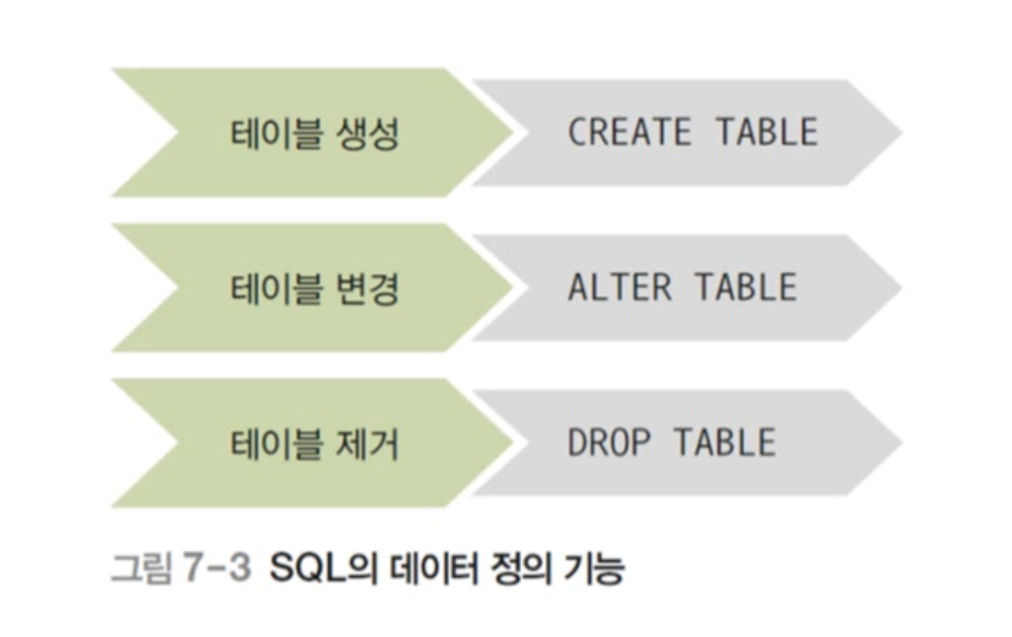 테이블 생성 CREATE TABLE
테이블 변경 ALTER TABLE
테이블 제거 DROP TABLE
그림 7-3 SQL의 데이터 정의 기능